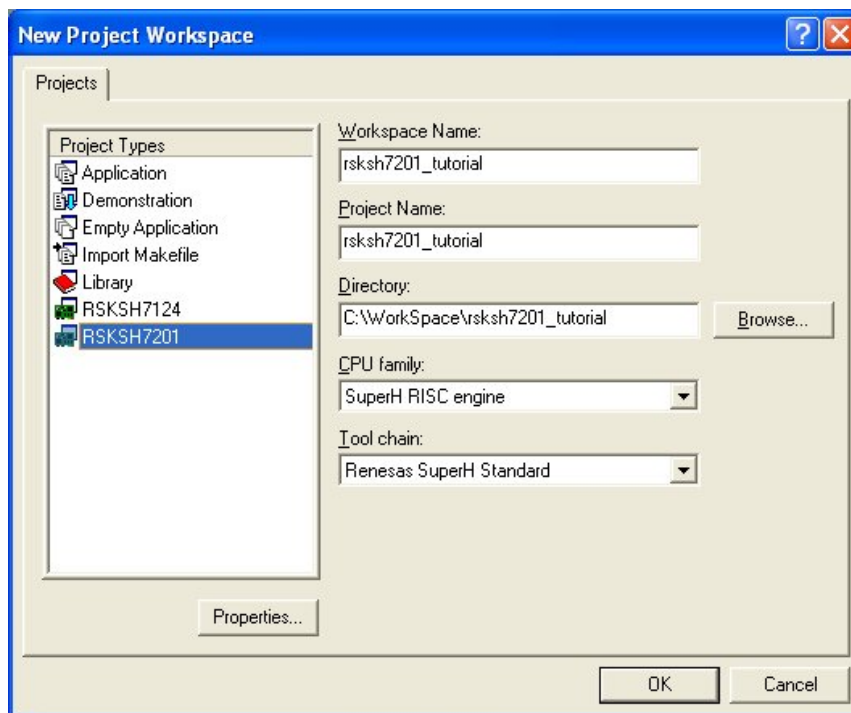 New Project Workspace
Projects
Project Types
Application
Demonstration
Empty Application
Import Makefile
Library
RSKSH7124
RSKSH7201
Properties...
Workspace Name:
rsksh7201_tutorial
Project Name:
rsksh7201_tutorial
Directory:
C:\WorkSpace\rsksh7201_tutorial
Browse...
CPU family:
SuperH RISC engine
Tool chain:
Renesas SuperH Standard
OK
Cancel